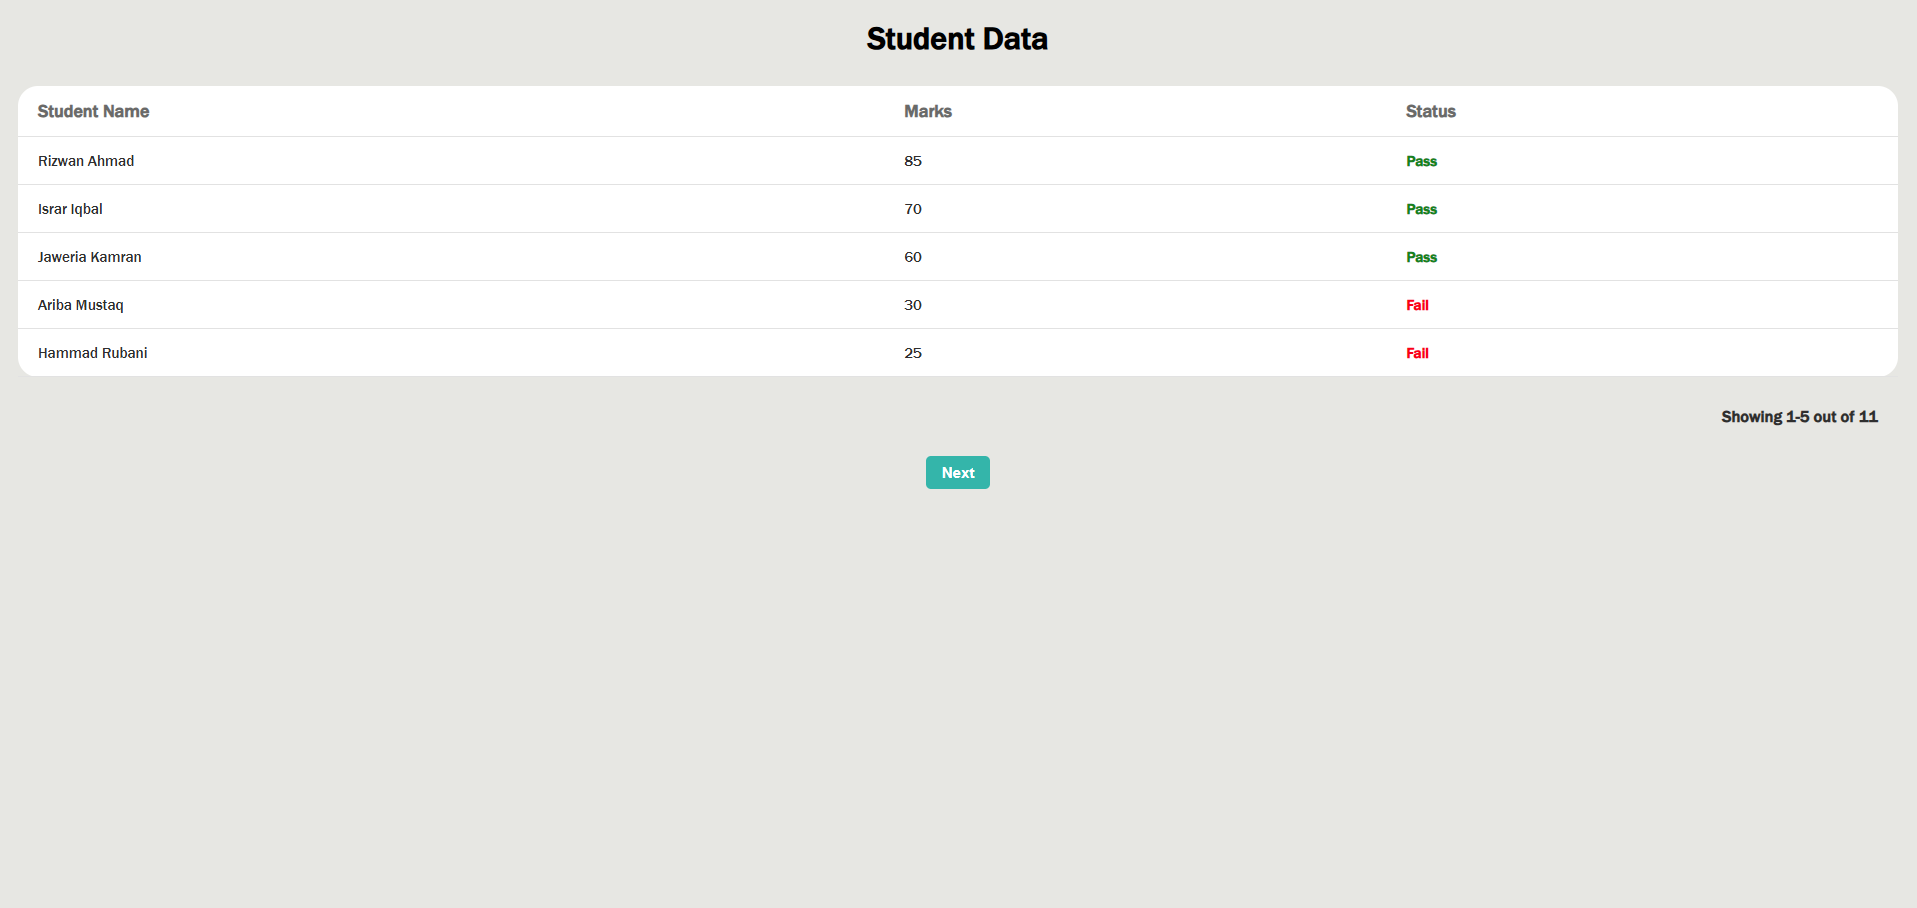 Student Data
Student Name Marks Status
Rizwan Ahmad 85 Pass
Israr Iqbal 70 Pass
Jaweria Kamran 60 Pass
Ariba Mustaq 30 Fail
Hammad Rubani 25 Fail
Showing 1-5 out of 11
Next